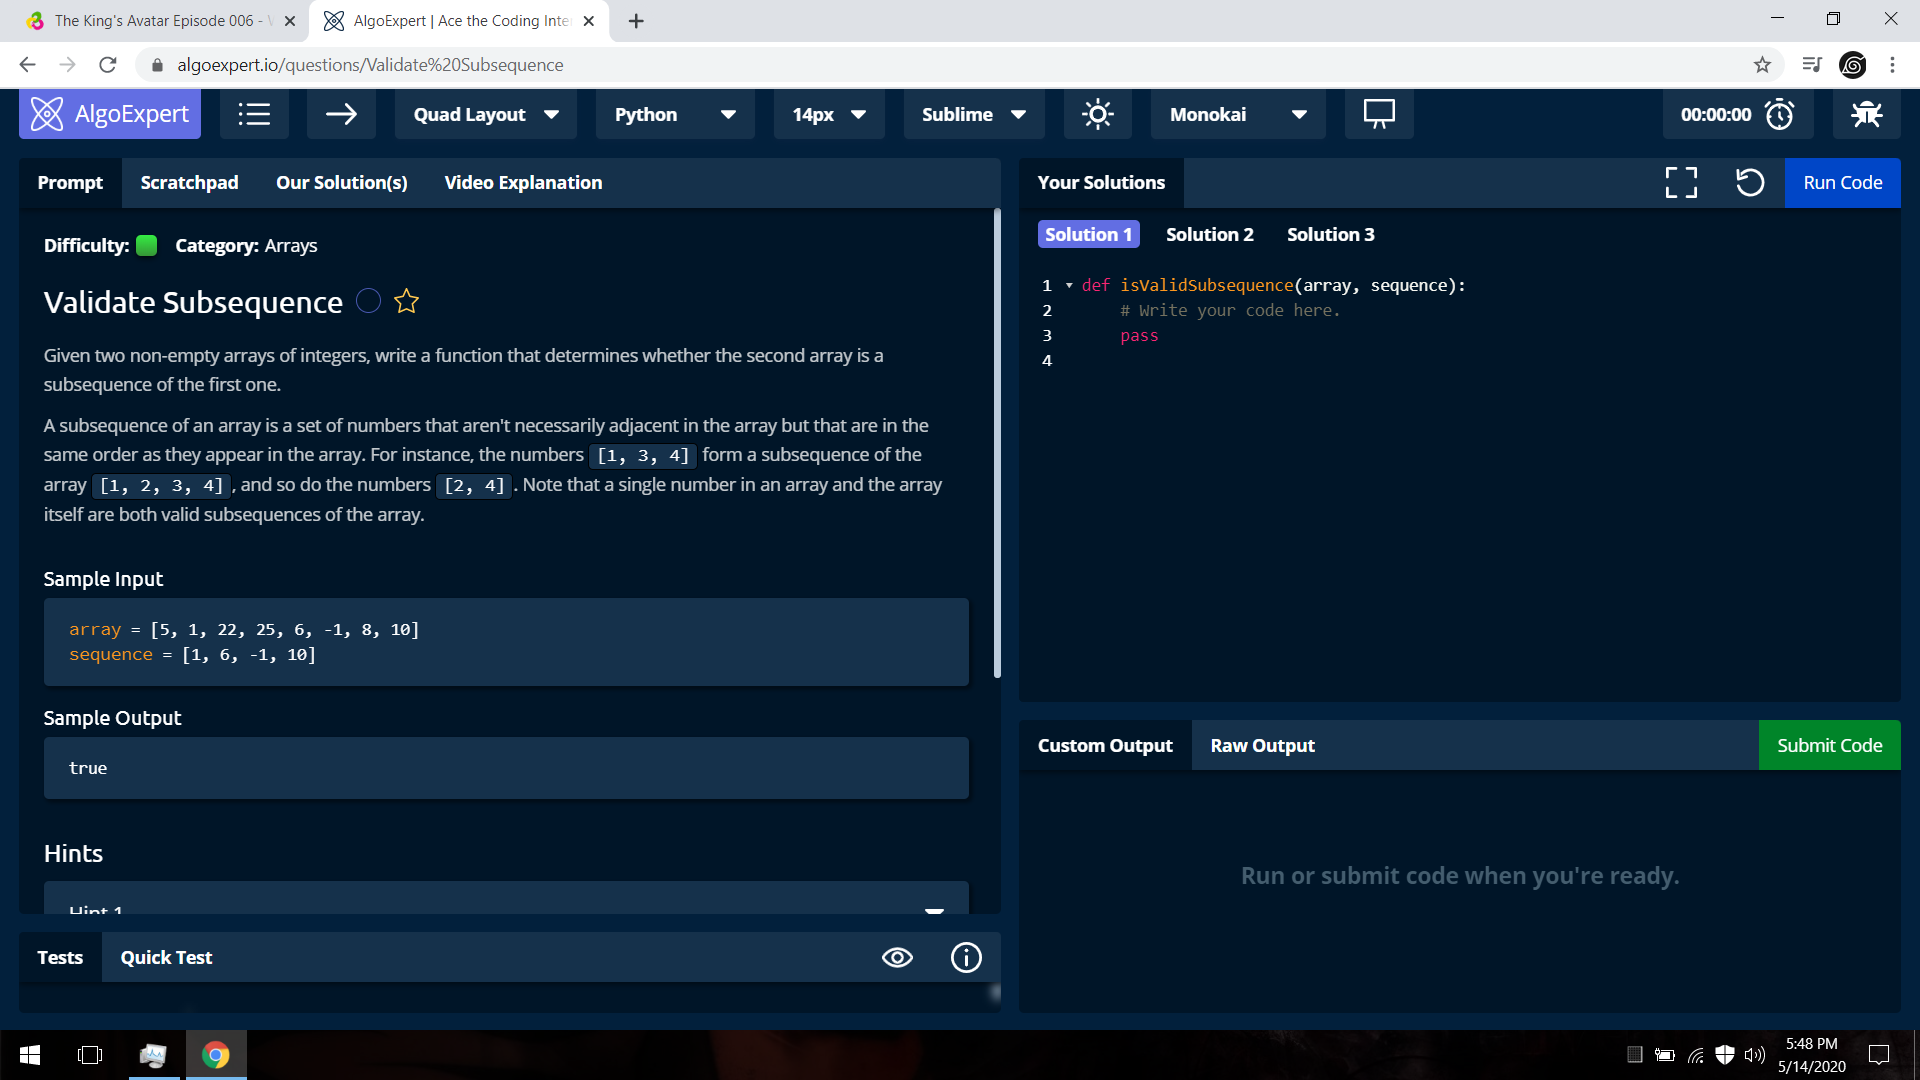 The King's Avatar Episode 006 -
AlgoExpert | Ace the Coding Inte
algoexpert.io/questions/Validate%20Subsequence
AlgoExpert
Quad Layout
Python
14px
Sublime
Monokai
00:00:00
Prompt
Scratchpad
Our Solution(s)
Video Explanation
Difficulty: Category: Arrays
Validate Subsequence
Given two non-empty arrays of integers, write a function that determines whether the second array is a
subsequence of the first one.
A subsequence of an array is a set of numbers that aren't necessarily adjacent in the array but that are in the
same order as they appear in the array. For instance, the numbers [1, 3, 4] form a subsequence of the
array [1, 2, 3, 4] , and so do the numbers [2, 4] . Note that a single number in an array and the array
itself are both valid subsequences of the array.
Sample Input
array = [5, 1, 22, 25, 6, -1, 8, 10]
sequence = [1, 6, -1, 10]
Sample Output
true
Hints
Hint 1
Tests
Quick Test
Your Solutions
Run Code
Solution 1
Solution 2
Solution 3
1 def isValidSubsequence(array, sequence):
2 # Write your code here.
3 pass
4
Custom Output
Raw Output
Submit Code
Run or submit code when you're ready.
5:48 PM
5/14/2020